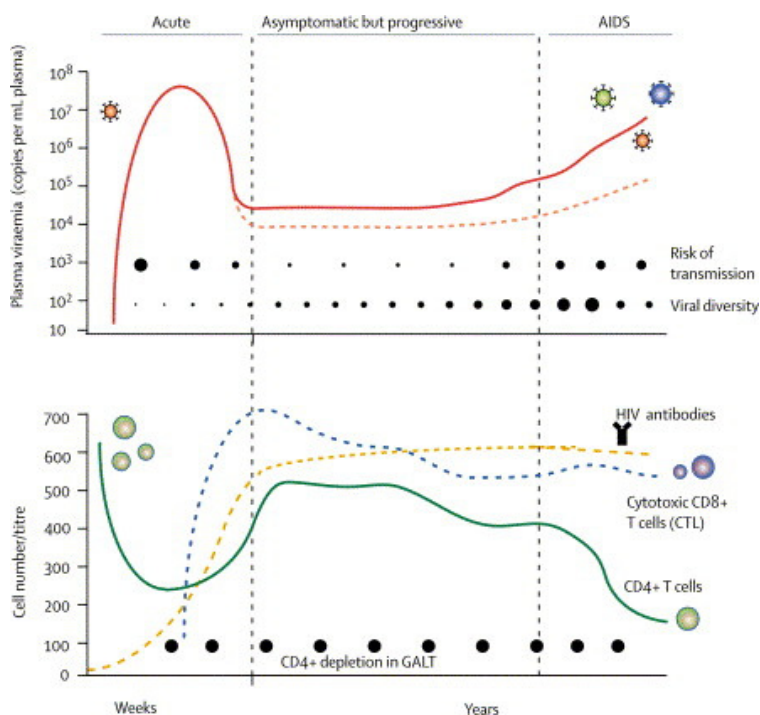 Acute Asymptomatic but progressive AIDS
Plasma viraemia (copies per mL plasma)
10⁸
10⁷
10⁶
10⁵
10⁴
10³
10²
10
Risk of
transmission
Viral diversity
Cell number/titre
700
600
500
400
300
200
100
0
HIV antibodies
Cytotoxic CD8+
T cells (CTL)
CD4+ T cells
CD4+ depletion in GALT
Weeks Years